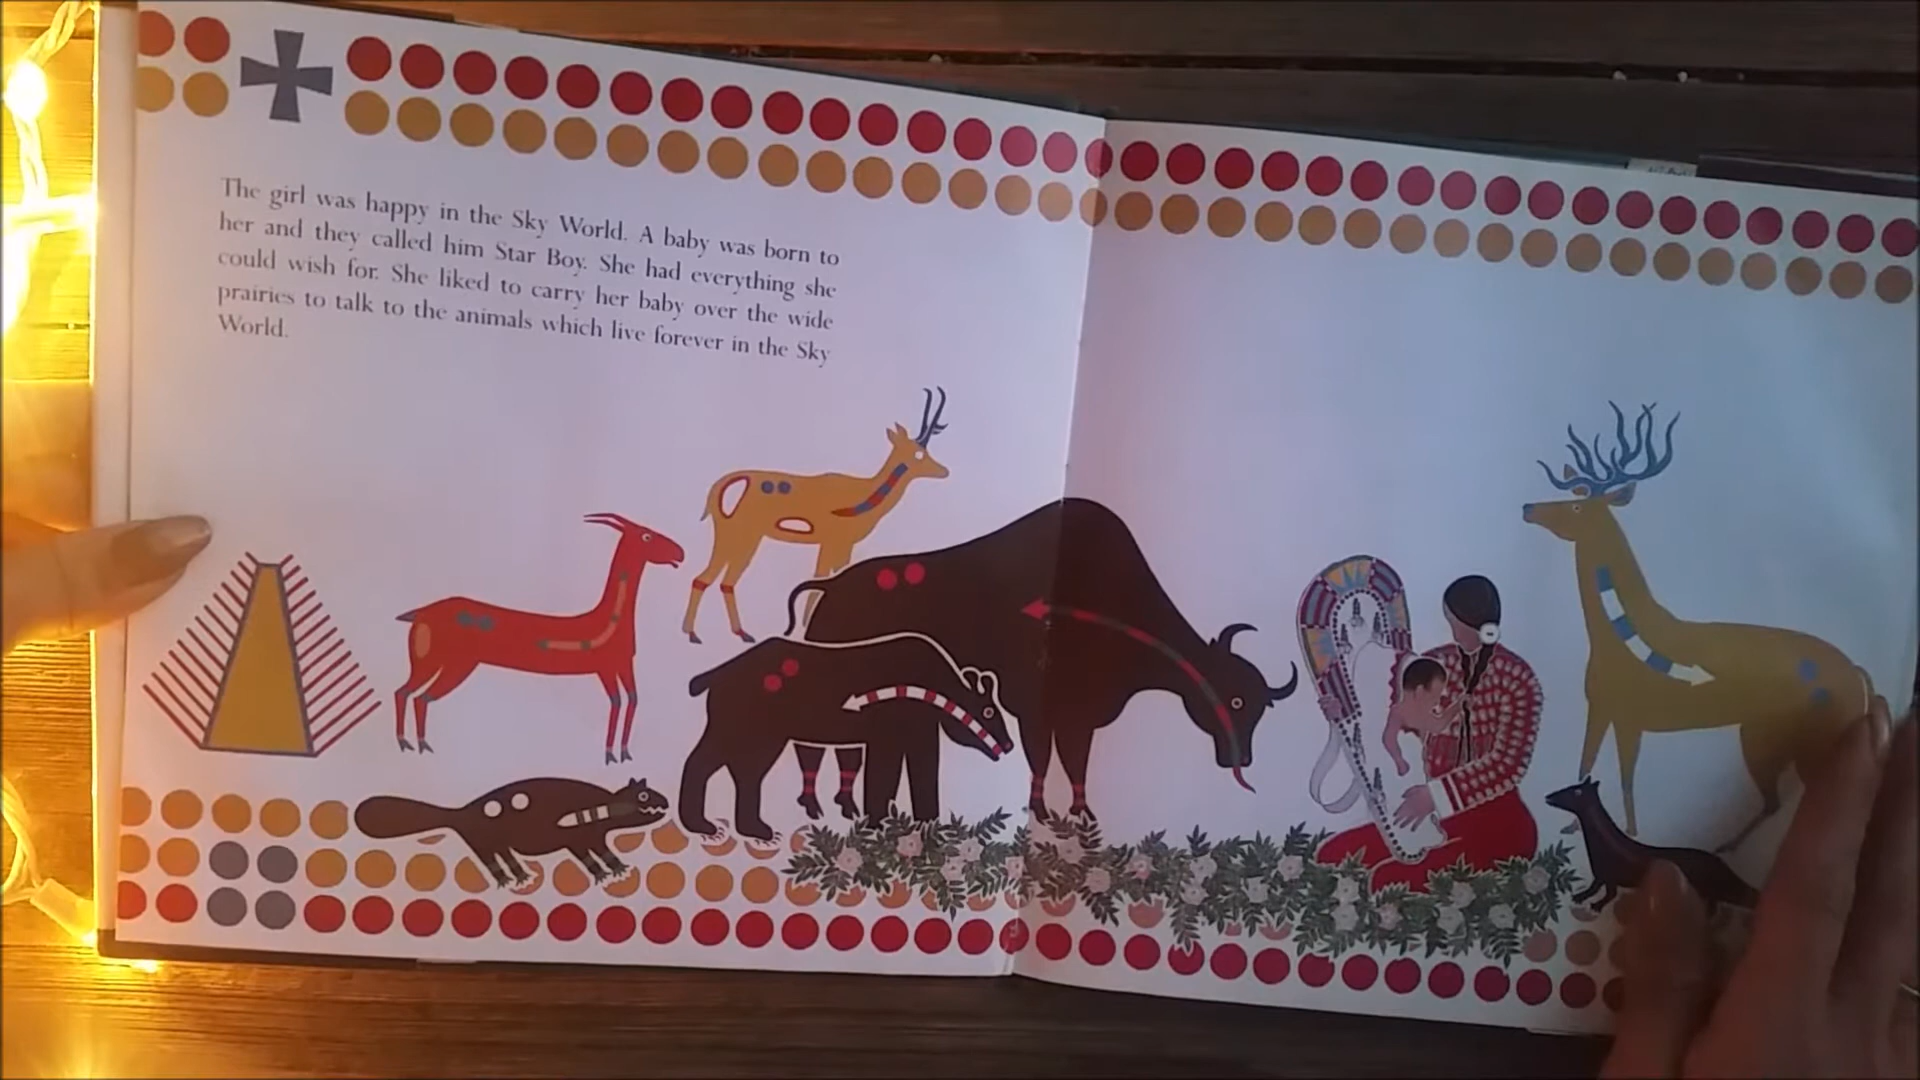 The girl was happy in the Sky World. A baby was born to
her and they called him Star Boy. She had everything she
could wish for. She liked to carry her baby over the wide
prairies to talk to the animals which live forever in the Sky
World.